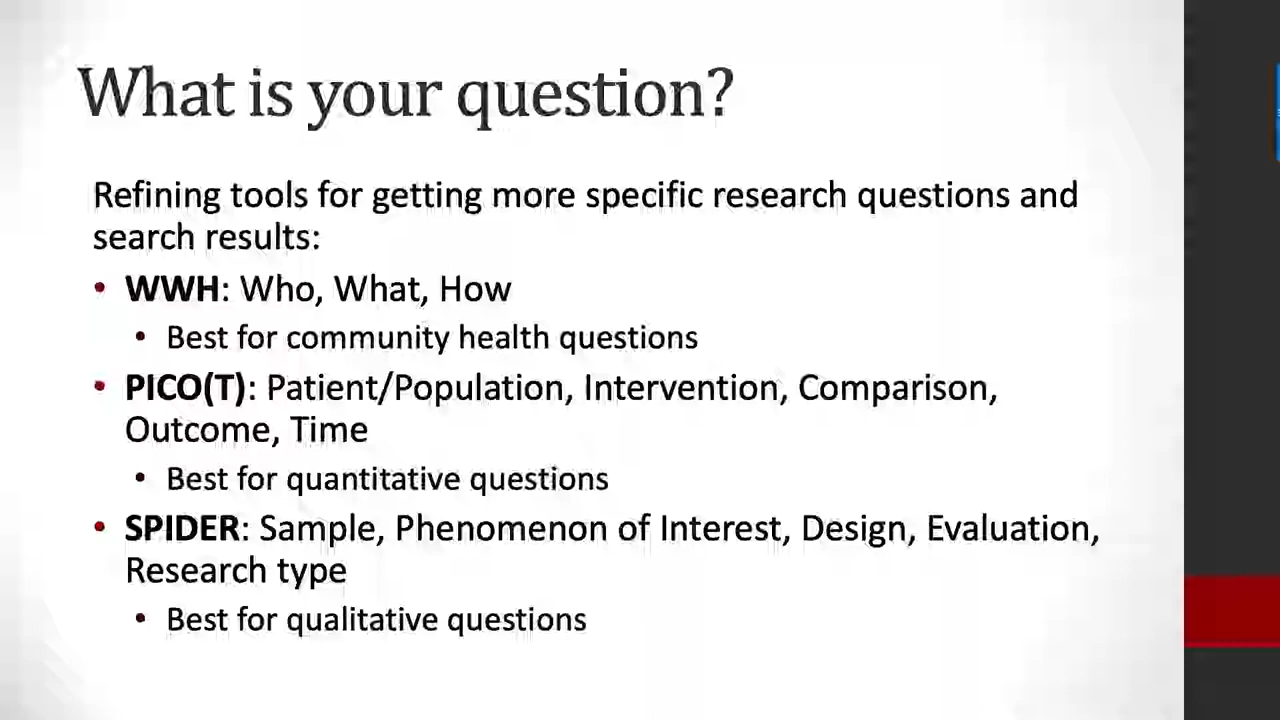 What is your question?
Refining tools for getting more specific research questions and
search results:
• WWH: Who, What, How
• Best for community health questions
• PICO(T): Patient/Population, Intervention, Comparison,
Outcome, Time
• Best for quantitative questions
• SPIDER: Sample, Phenomenon of Interest, Design, Evaluation,
Research type
• Best for qualitative questions